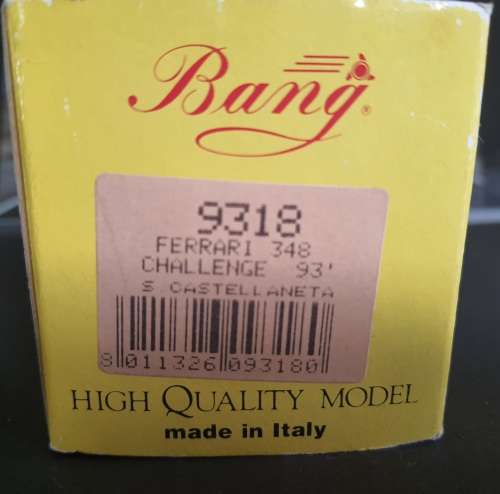 Bang®
9318
FERRARI 348
CHALLENGE 93'
S CASTELLANETA
8 011326 093180
HIGH QUALITY MODEL
made in Italy